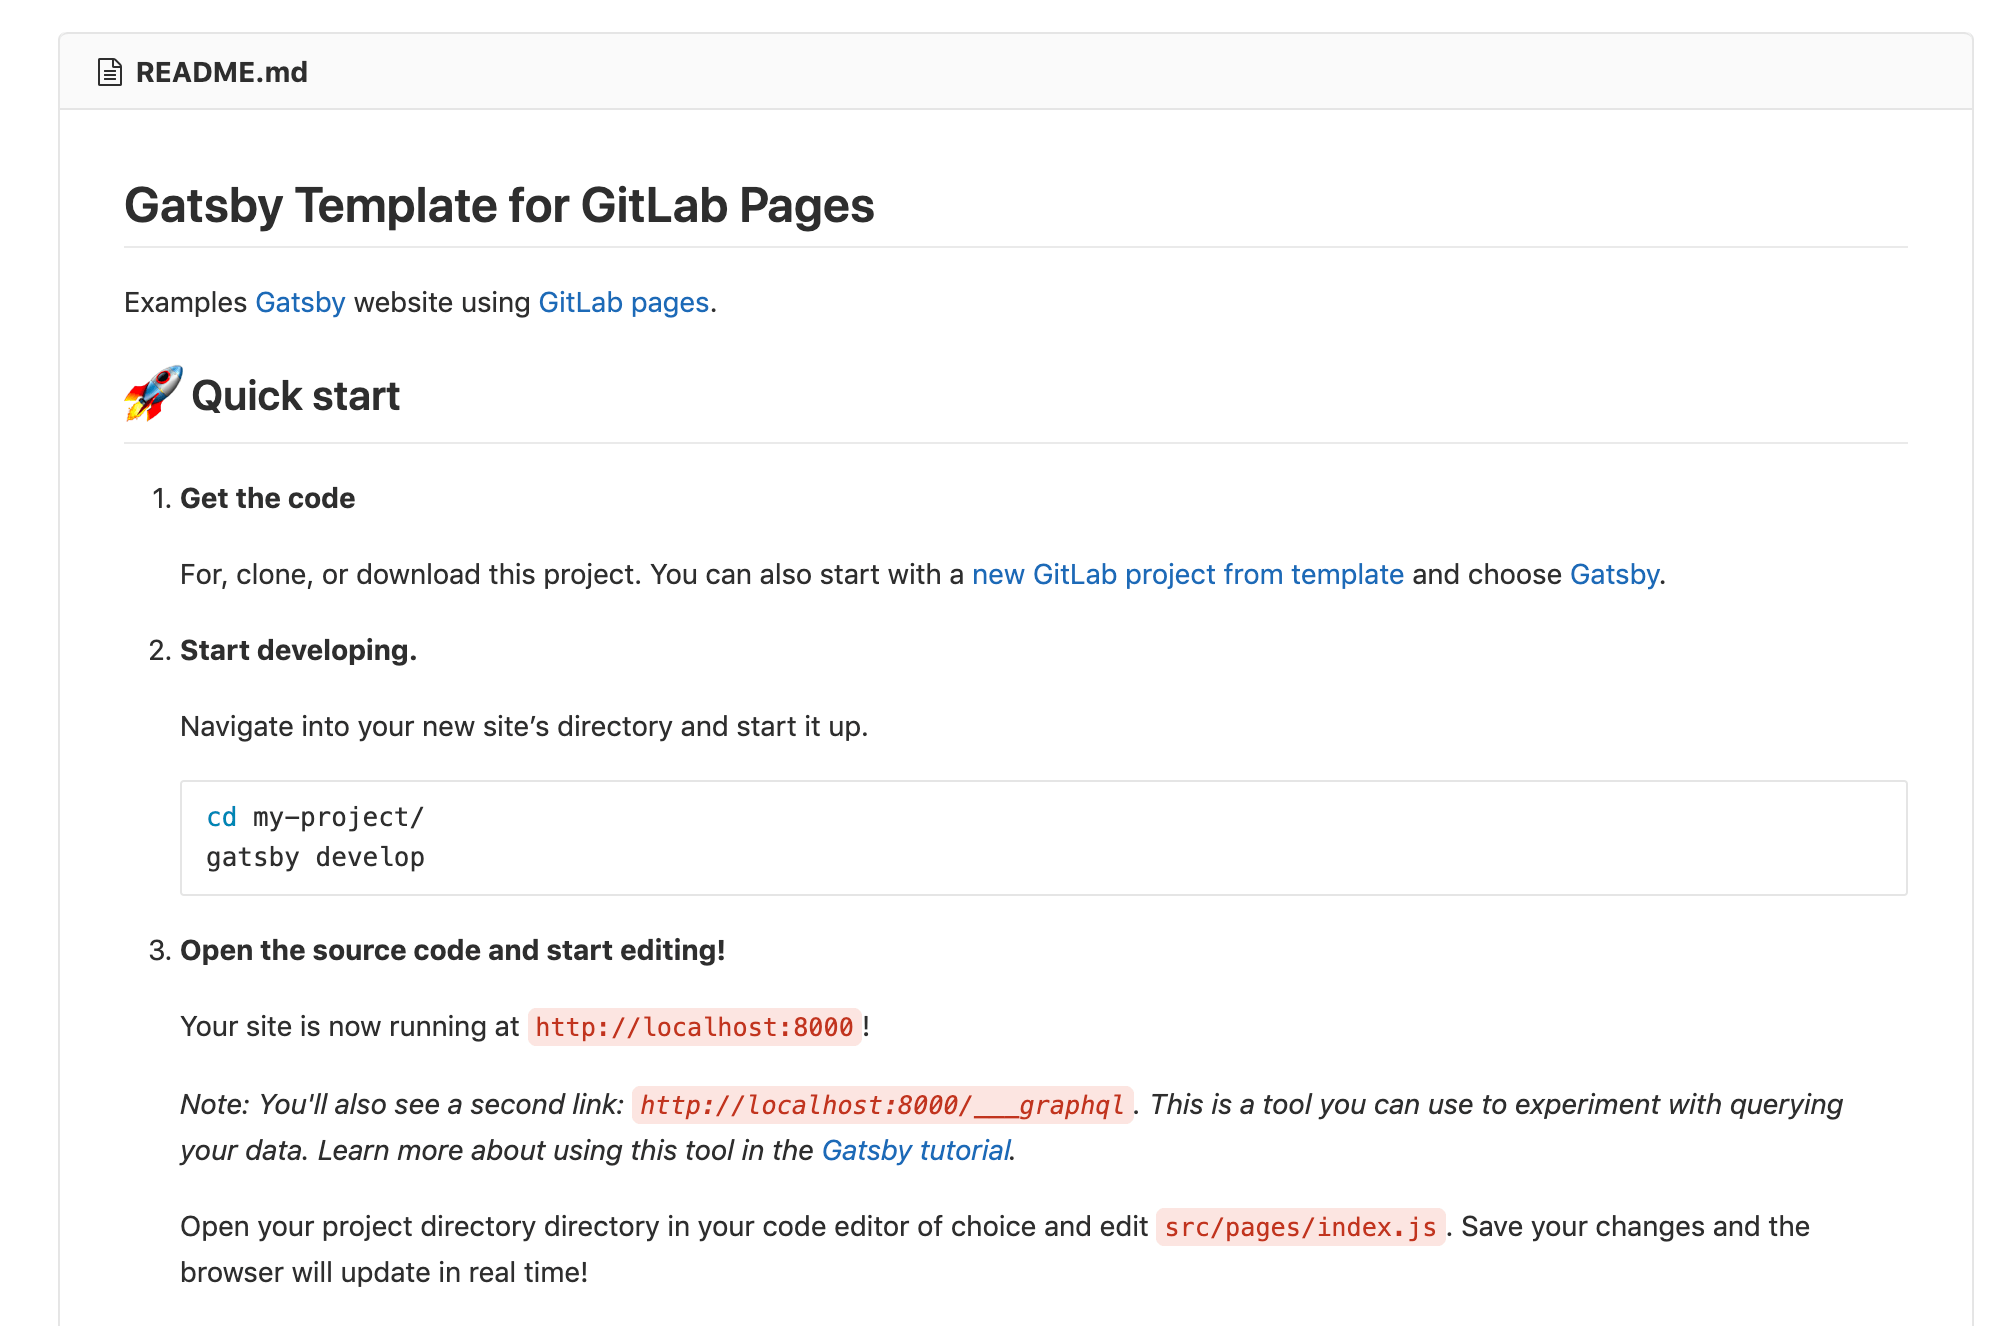 README.md
Gatsby Template for GitLab Pages
Examples Gatsby website using GitLab pages.
🚀 Quick start
1. Get the code
For, clone, or download this project. You can also start with a new GitLab project from template and choose Gatsby.
2. Start developing.
Navigate into your new site’s directory and start it up.
cd my-project/
gatsby develop
3. Open the source code and start editing!
Your site is now running at http://localhost:8000!
Note: You'll also see a second link: http://localhost:8000/___graphql. This is a tool you can use to experiment with querying
your data. Learn more about using this tool in the Gatsby tutorial.
Open your project directory directory in your code editor of choice and edit src/pages/index.js. Save your changes and the
browser will update in real time!